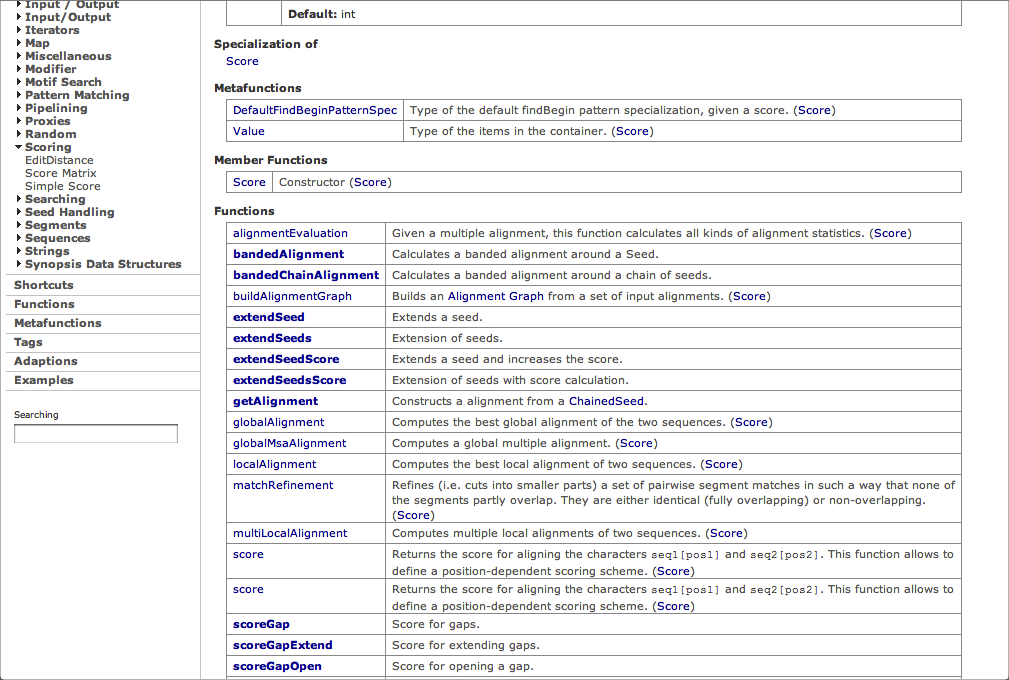 Input / Output
Input/Output
Iterators
Map
Miscellaneous
Modifier
Motif Search
Pattern Matching
Pipelining
Proxies
Random
Scoring
EditDistance
Score Matrix
Simple Score
Searching
Seed Handling
Segments
Sequences
Strings
Synopsis Data Structures
Shortcuts
Functions
Metafunctions
Tags
Adaptions
Examples
Searching
Default: int
Specialization of
Score
Metafunctions
DefaultFindBeginPatternSpec Type of the default findBegin pattern specialization, given a score. (Score)
Value Type of the items in the container. (Score)
Member Functions
Score Constructor (Score)
Functions
alignmentEvaluation Given a multiple alignment, this function calculates all kinds of alignment statistics. (Score)
bandedAlignment Calculates a banded alignment around a Seed.
bandedChainAlignment Calculates a banded alignment around a chain of seeds.
buildAlignmentGraph Builds an Alignment Graph from a set of input alignments. (Score)
extendSeed Extends a seed.
extendSeeds Extension of seeds.
extendSeedScore Extends a seed and increases the score.
extendSeedsScore Extension of seeds with score calculation.
getAlignment Constructs a alignment from a ChainedSeed.
globalAlignment Computes the best global alignment of the two sequences. (Score)
globalMsaAlignment Computes a global multiple alignment. (Score)
localAlignment Computes the best local alignment of two sequences. (Score)
matchRefinement Refines (i.e. cuts into smaller parts) a set of pairwise segment matches in such a way that none of
the segments partly overlap. They are either identical (fully overlapping) or non-overlapping.
(Score)
multiLocalAlignment Computes multiple local alignments of two sequences. (Score)
score Returns the score for aligning the characters seq1[pos1] and seq2[pos2]. This function allows to
define a position-dependent scoring scheme. (Score)
score Returns the score for aligning the characters seq1[pos1] and seq2[pos2]. This function allows to
define a position-dependent scoring scheme. (Score)
scoreGap Score for gaps.
scoreGapExtend Score for extending gaps.
scoreGapOpen Score for opening a gap.